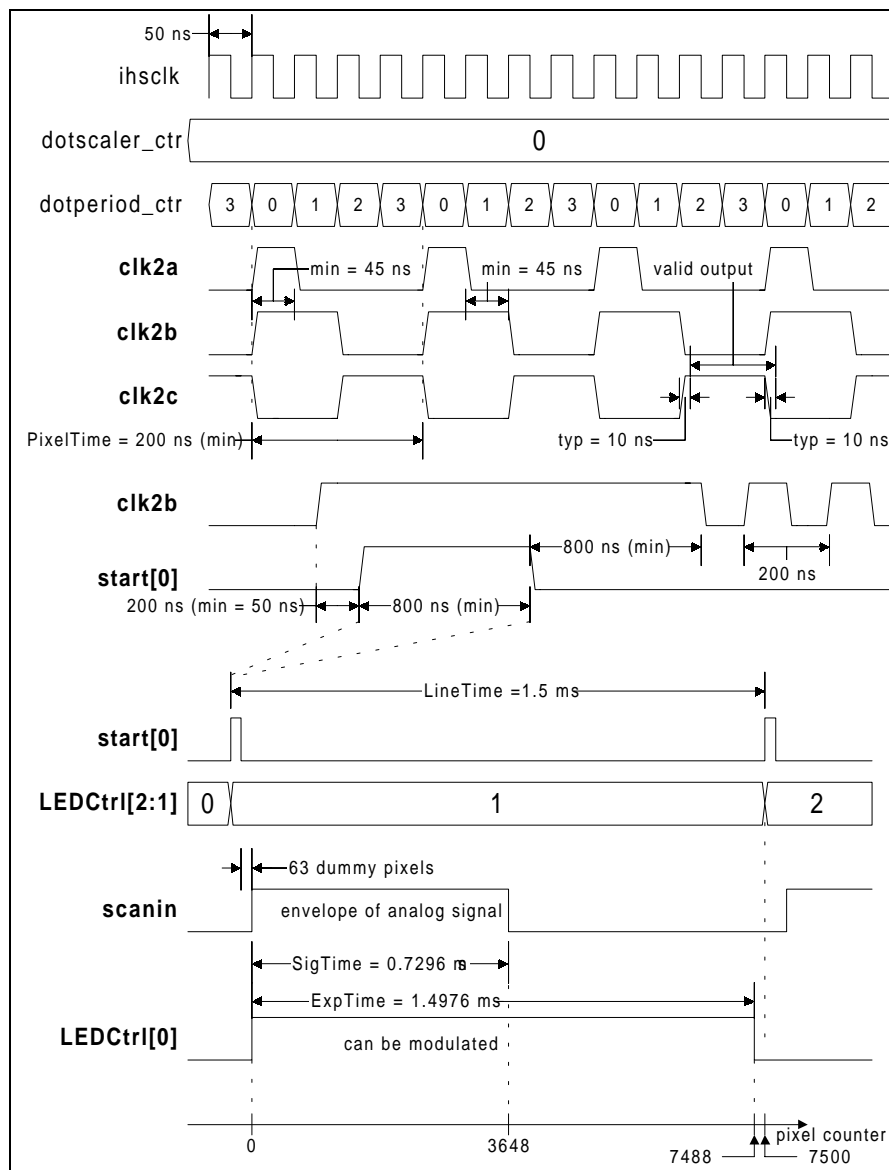 50 ns
ihsclk
dotscaler_ctr 0
dotperiod_ctr 3 0 1 2 3 0 1 2 3 0 1 2 3 0 1 2
clk2a min = 45 ns min = 45 ns valid output
clk2b
clk2c
PixelTime = 200 ns (min) typ = 10 ns typ = 10 ns
clk2b
800 ns (min)
start[0] 200 ns
200 ns (min = 50 ns) 800 ns (min)
LineTime =1.5 ms
start[0]
LEDCtrl[2:1] 0 1 2
63 dummy pixels
scanin envelope of analog signal
SigTime = 0.7296 ms
ExpTime = 1.4976 ms
LEDCtrl[0] can be modulated
pixel counter
0 3648 7488 7500